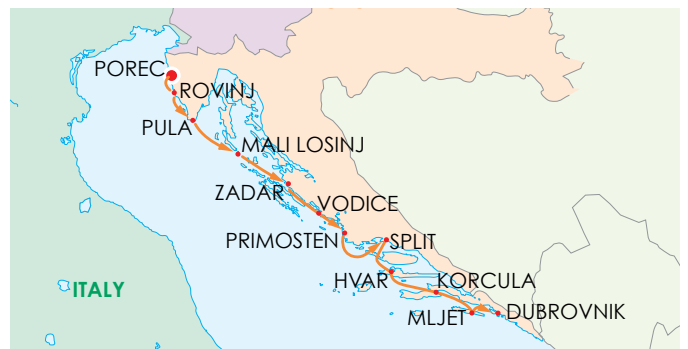 POREC
ROVINJ
PULA
MALI LOSINJ
ZADAR
VODICE
PRIMOSTEN
SPLIT
HVAR
KORCULA
ITALY
MLJET
DUBROVNIK